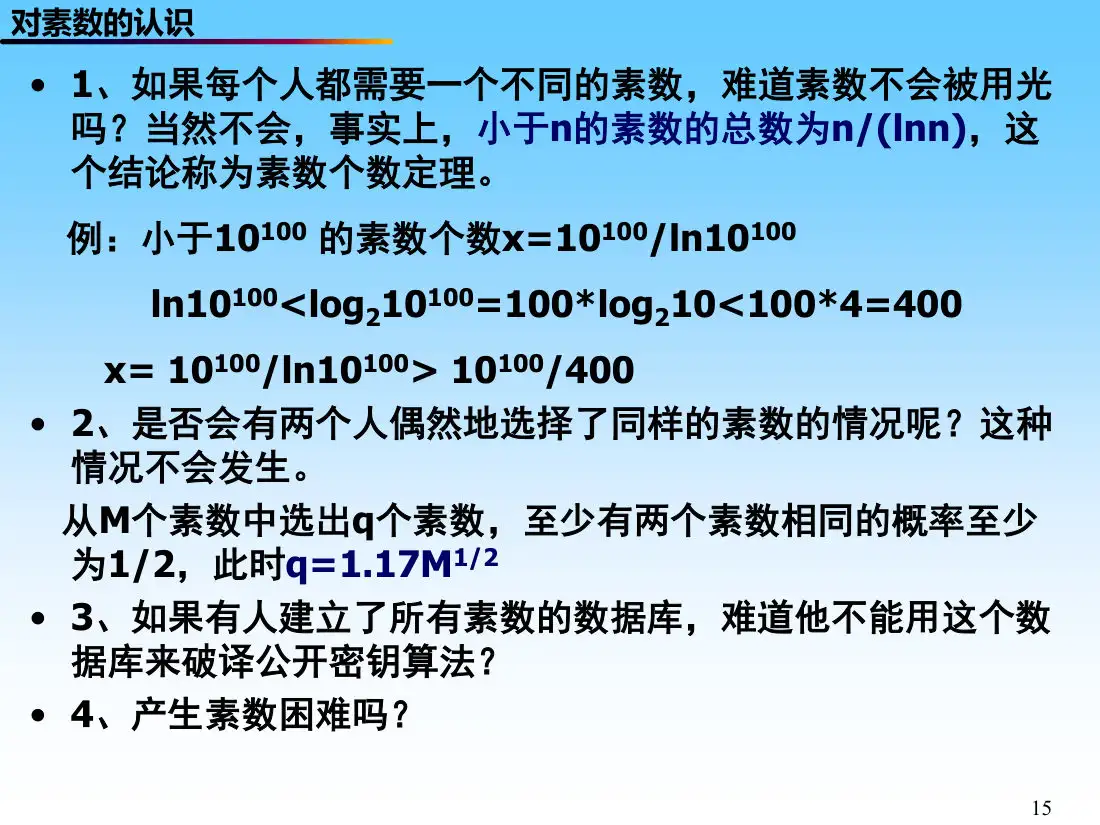 对素数的认识
• 1、如果每个人都需要一个不同的素数，难道素数不会被用光
吗？当然不会，事实上，小于n的素数的总数为n/(lnn)，这
个结论称为素数个数定理。
例：小于10¹⁰⁰ 的素数个数x=10¹⁰⁰/ln10¹⁰⁰
ln10¹⁰⁰<log₂10¹⁰⁰=100*log₂10<100*4=400
x= 10¹⁰⁰/ln10¹⁰⁰> 10¹⁰⁰/400
• 2、是否会有两个人偶然地选择了同样的素数的情况呢？这种
情况不会发生。
从M个素数中选出q个素数，至少有两个素数相同的概率至少
为1/2，此时q=1.17M¹ᐟ²
• 3、如果有人建立了所有素数的数据库，难道他不能用这个数
据库来破译公开密钥算法？
• 4、产生素数困难吗？
15